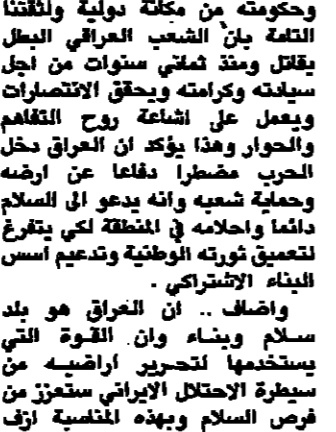 وحكومته من مكانة دولية ولثقتنا
التامة بان الشعب العراقي البطل
يقاتل ومنذ ثماني سنوات من اجل
سيادته وكرامته ويحقق الانتصارات
ويعمل على اشاعة روح التفاهم
والحوار وهذا يؤكد ان العراق دخل
الحرب مضطرا دفاعا عن ارضه
وحماية شعبه وانه يدعو الى السلام
دائما واحلامه في المنطقة لكي يتفرغ
لتعميق ثورته الوطنية وتدعيم اسس
البناء الاشتراكي .
واضاف .. ان العراق هو بلد
سلام وبناء وان القوة التي
يستخدمها لتحرير اراضيه من
سيطرة الاحتلال الايراني ستعزز من
فرص السلام وبهذه المناسبة ازف